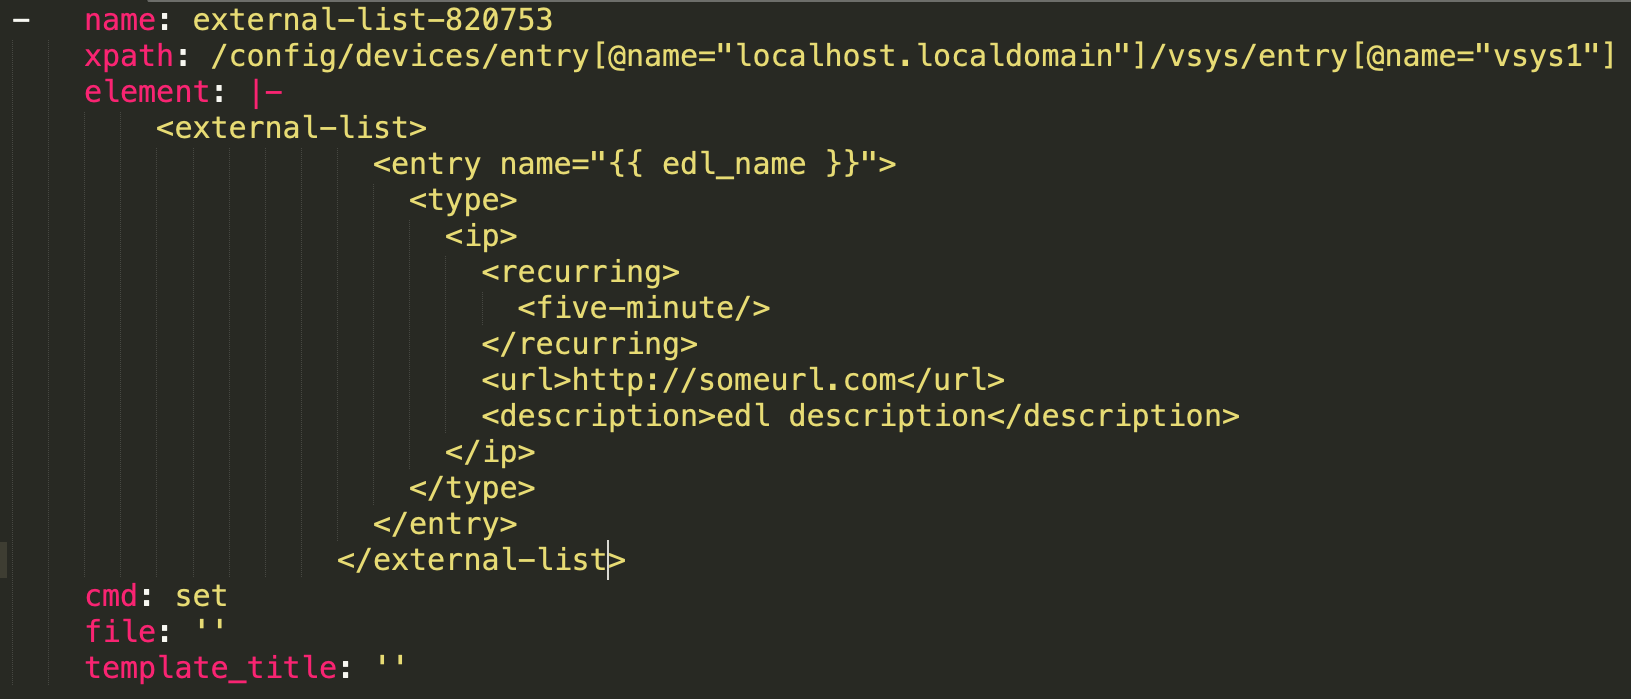 -   name: external-list-820753
    xpath: /config/devices/entry[@name="localhost.localdomain"]/vsys/entry[@name="vsys1"]
    element: |-
        <external-list>
                    <entry name="{{ edl_name }}">
                      <type>
                        <ip>
                          <recurring>
                            <five-minute/>
                          </recurring>
                          <url>http://someurl.com</url>
                          <description>edl description</description>
                        </ip>
                      </type>
                    </entry>
                  </external-list>
    cmd: set
    file: ''
    template_title: ''